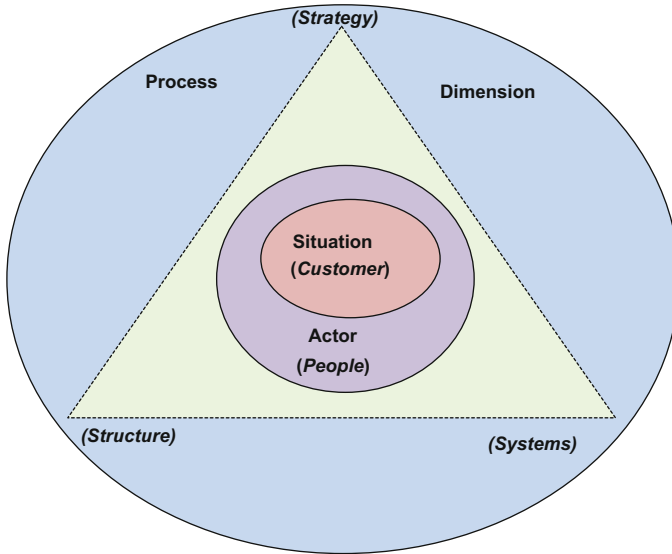 (Strategy)
Process
Dimension
Situation
(Customer)
Actor
(People)
(Structure)
(Systems)